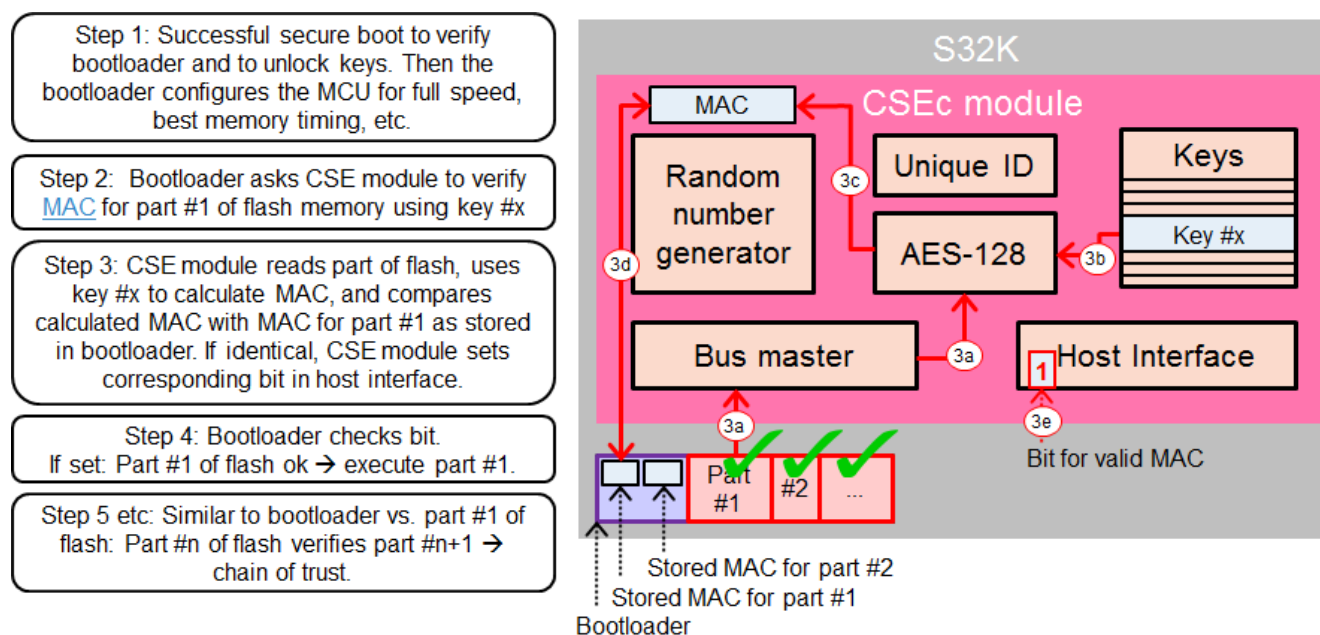 Step 1: Successful secure boot to verify
bootloader and to unlock keys. Then the
bootloader configures the MCU for full speed,
best memory timing, etc.
Step 2:  Bootloader asks CSE module to verify
MAC for part #1 of flash memory using key #x
Step 3: CSE module reads part of flash, uses
key #x to calculate MAC, and compares
calculated MAC with MAC for part #1 as stored
in bootloader. If identical, CSE module sets
corresponding bit in host interface.
Step 4: Bootloader checks bit.
If set: Part #1 of flash ok → execute part #1.
Step 5 etc: Similar to bootloader vs. part #1 of
flash: Part #n of flash verifies part #n+1 →
chain of trust.
S32K
CSEc module
MAC
Random
number
generator
Unique ID
Keys
Key #x
AES-128
3c
3b
3d
Bus master
3a
Host Interface
1
3a
3e
Bit for valid MAC
Part
#1
#2
...
Stored MAC for part #2
Stored MAC for part #1
Bootloader